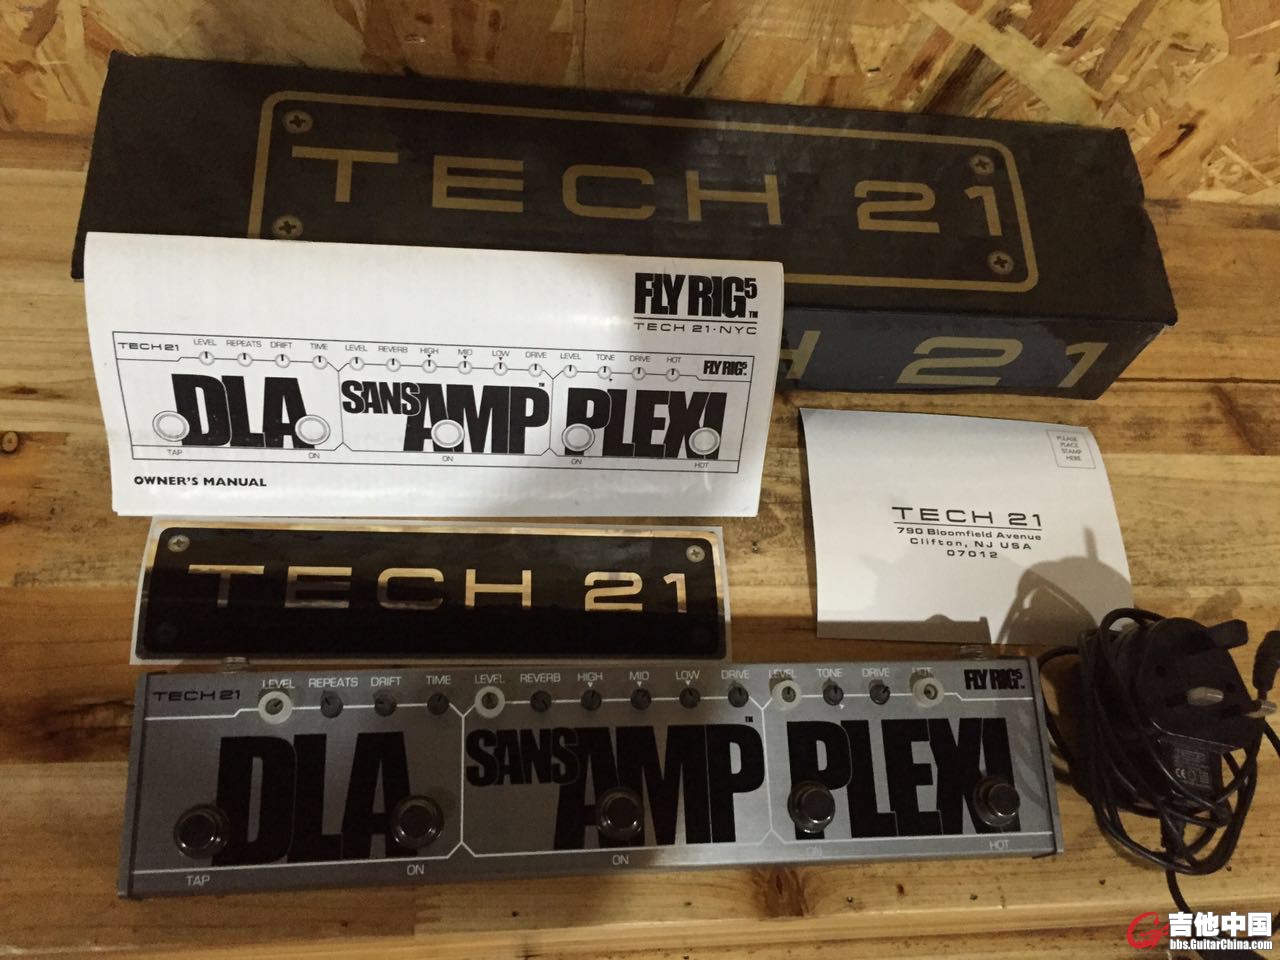 TECH 21
H 21
FLY RIG5™
TECH 21·NYC
TECH 21
LEVEL REPEATS DRIFT TIME LEVEL REVERB HIGH MID LOW DRIVE LEVEL TONE DRIVE HOT
FLY RIG5
DLA SANSAMP™ PLEXI
TAP ON ON ON HOT
OWNER'S MANUAL
PLEASE
PLACE
STAMP
HERE
TECH 21
790 Bloomfield Avenue
Clifton, NJ USA
07012
TECH 21
TECH 21
LEVEL REPEATS DRIFT TIME LEVEL REVERB HIGH MID LOW DRIVE LEVEL TONE DRIVE HOT
FLY RIG5
DLA SANSAMP™ PLEXI
TAP ON ON ON HOT
CE
吉他中国
bbs.GuitarChina.com